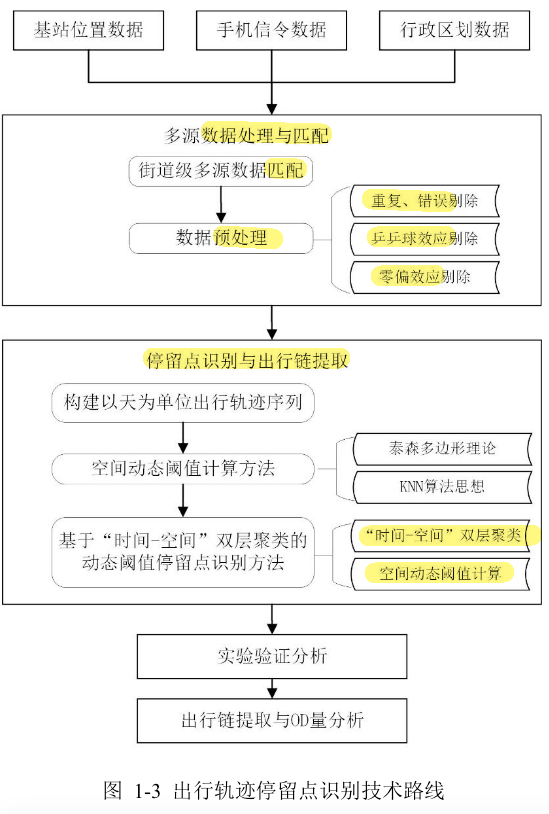 基站位置数据
手机信令数据
行政区划数据
多源数据处理与匹配
街道级多源数据匹配
数据预处理
重复、错误剔除
乒乓球效应剔除
零偏效应剔除
停留点识别与出行链提取
构建以天为单位出行轨迹序列
空间动态阈值计算方法
泰森多边形理论
KNN算法思想
基于“时间-空间”双层聚类的
动态阈值停留点识别方法
“时间-空间”双层聚类
空间动态阈值计算
实验验证分析
出行链提取与OD量分析
图 1-3 出行轨迹停留点识别技术路线